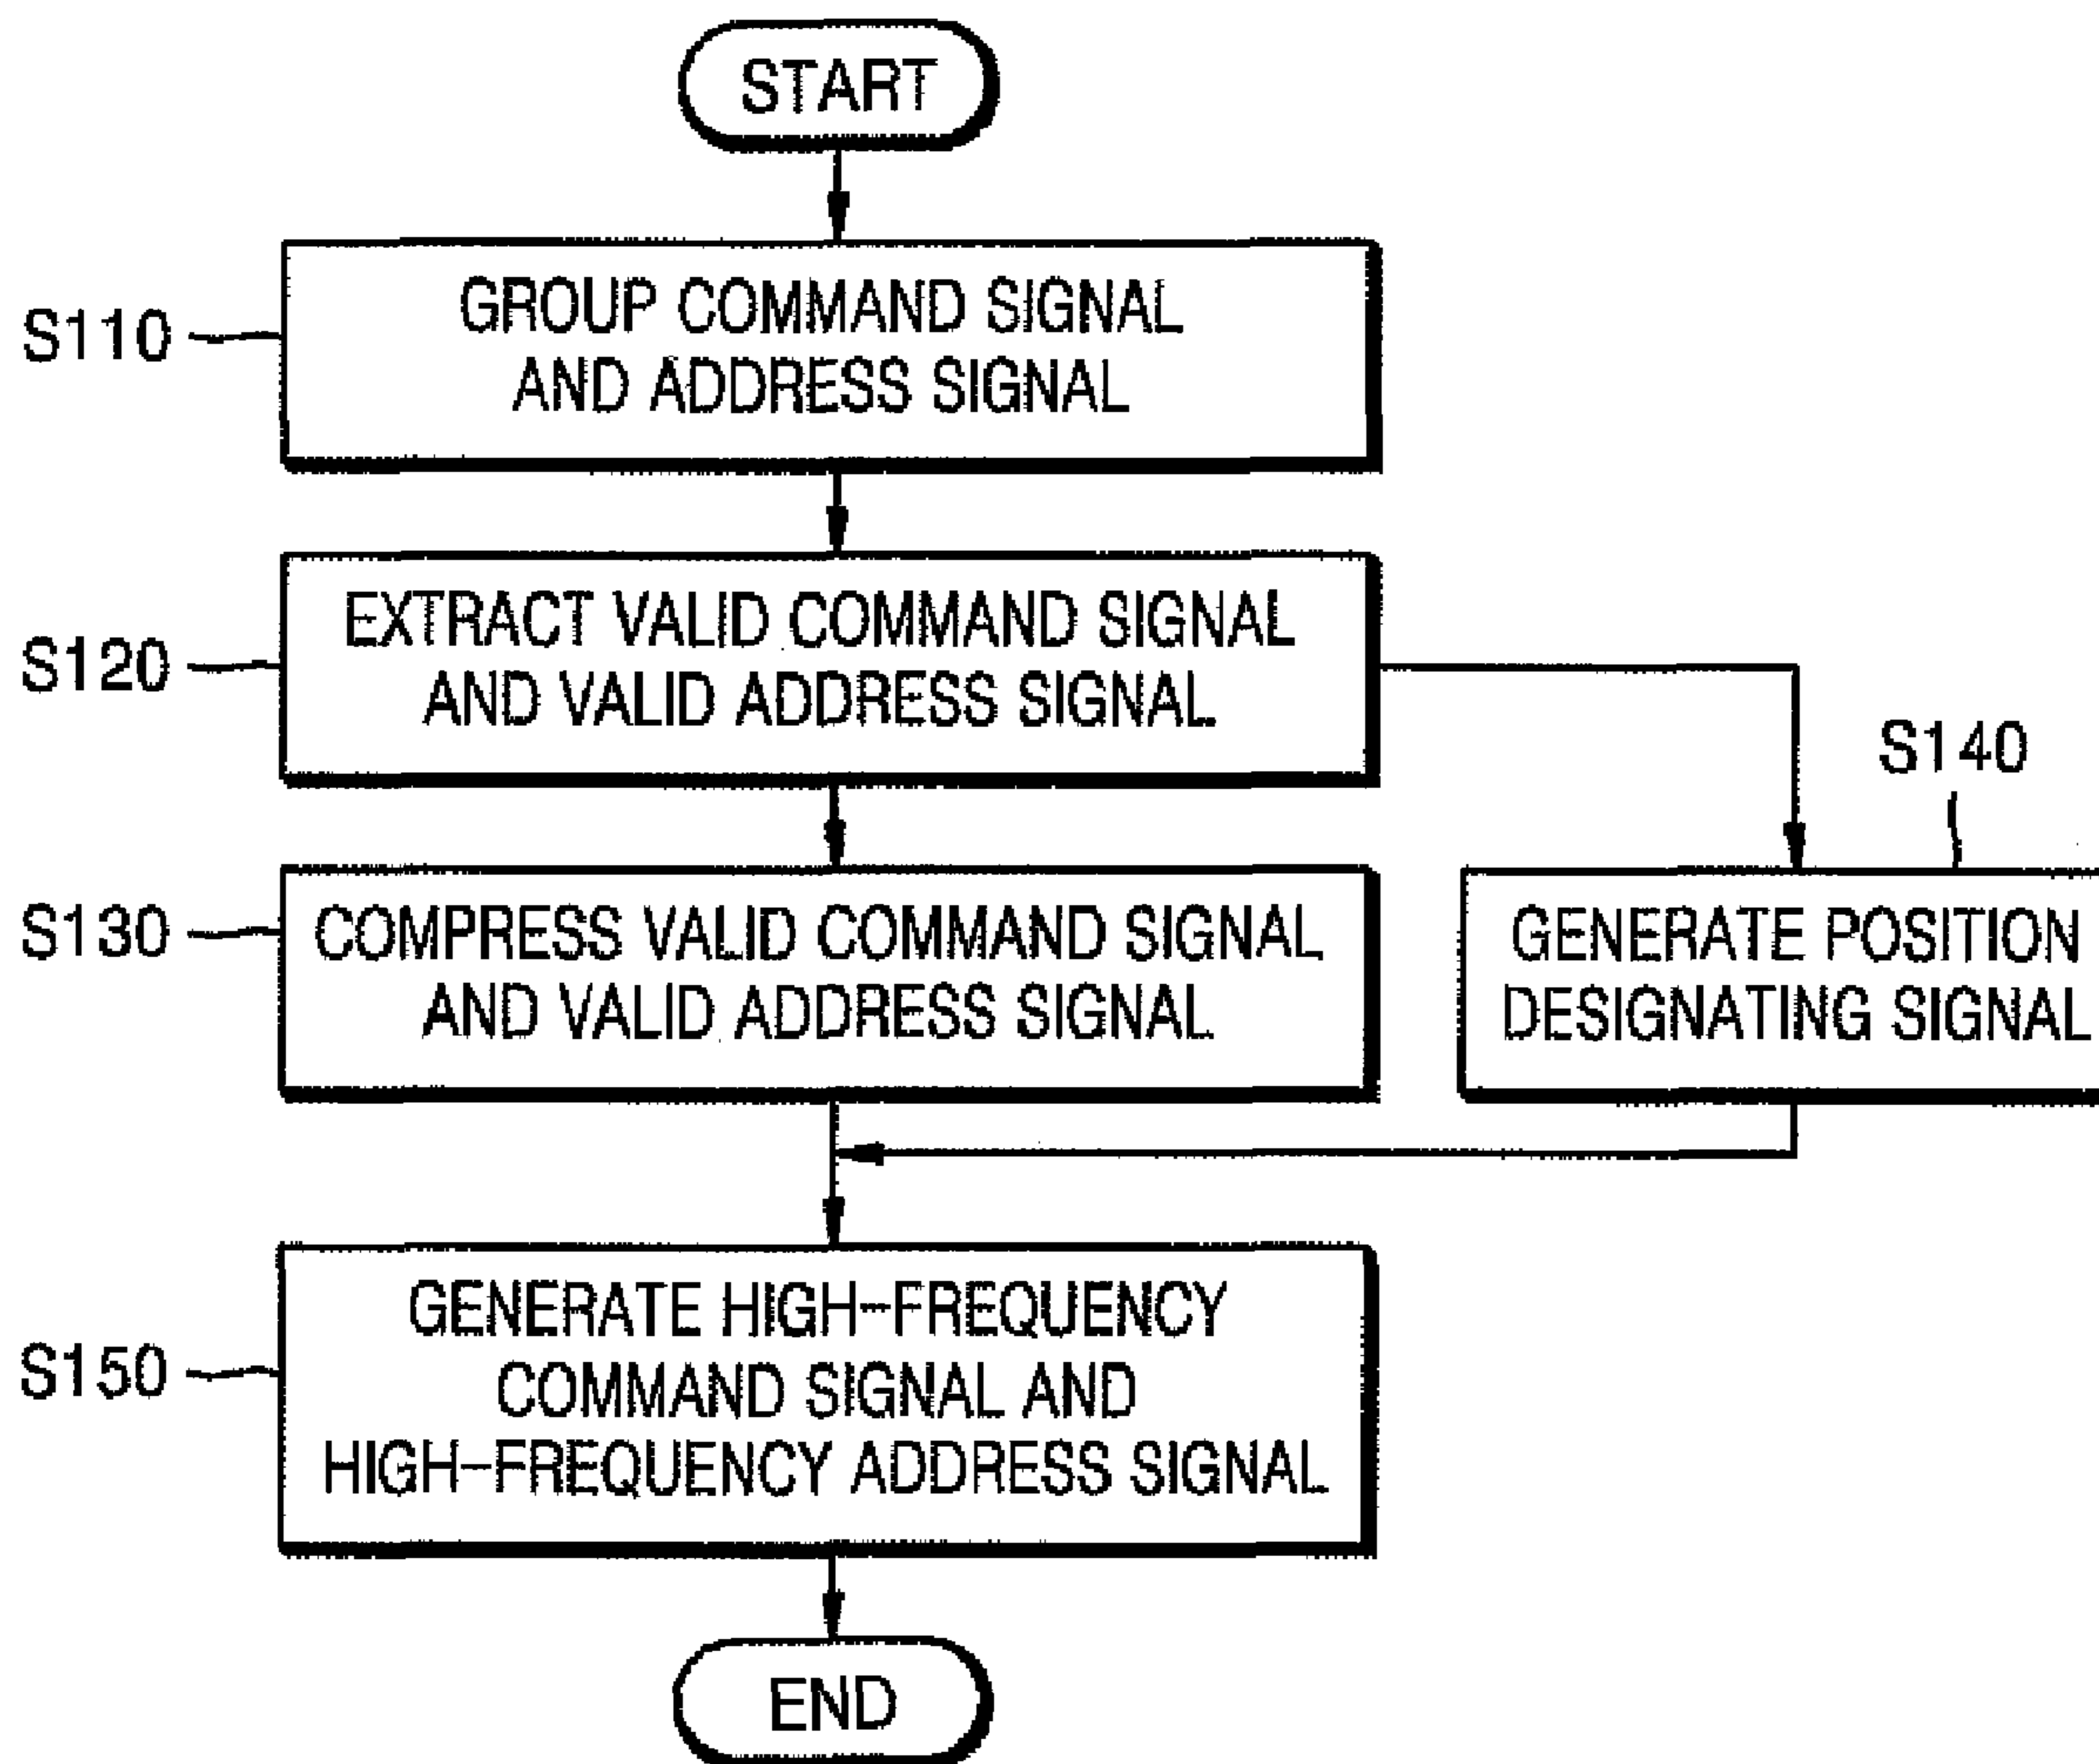 START
S110
GROUP COMMAND SIGNAL
AND ADDRESS SIGNAL
S120
EXTRACT VALID COMMAND SIGNAL
AND VALID ADDRESS SIGNAL
S130
COMPRESS VALID COMMAND SIGNAL
AND VALID ADDRESS SIGNAL
S140
GENERATE POSITION
DESIGNATING SIGNAL
S150
GENERATE HIGH-FREQUENCY
COMMAND SIGNAL AND
HIGH-FREQUENCY ADDRESS SIGNAL
END